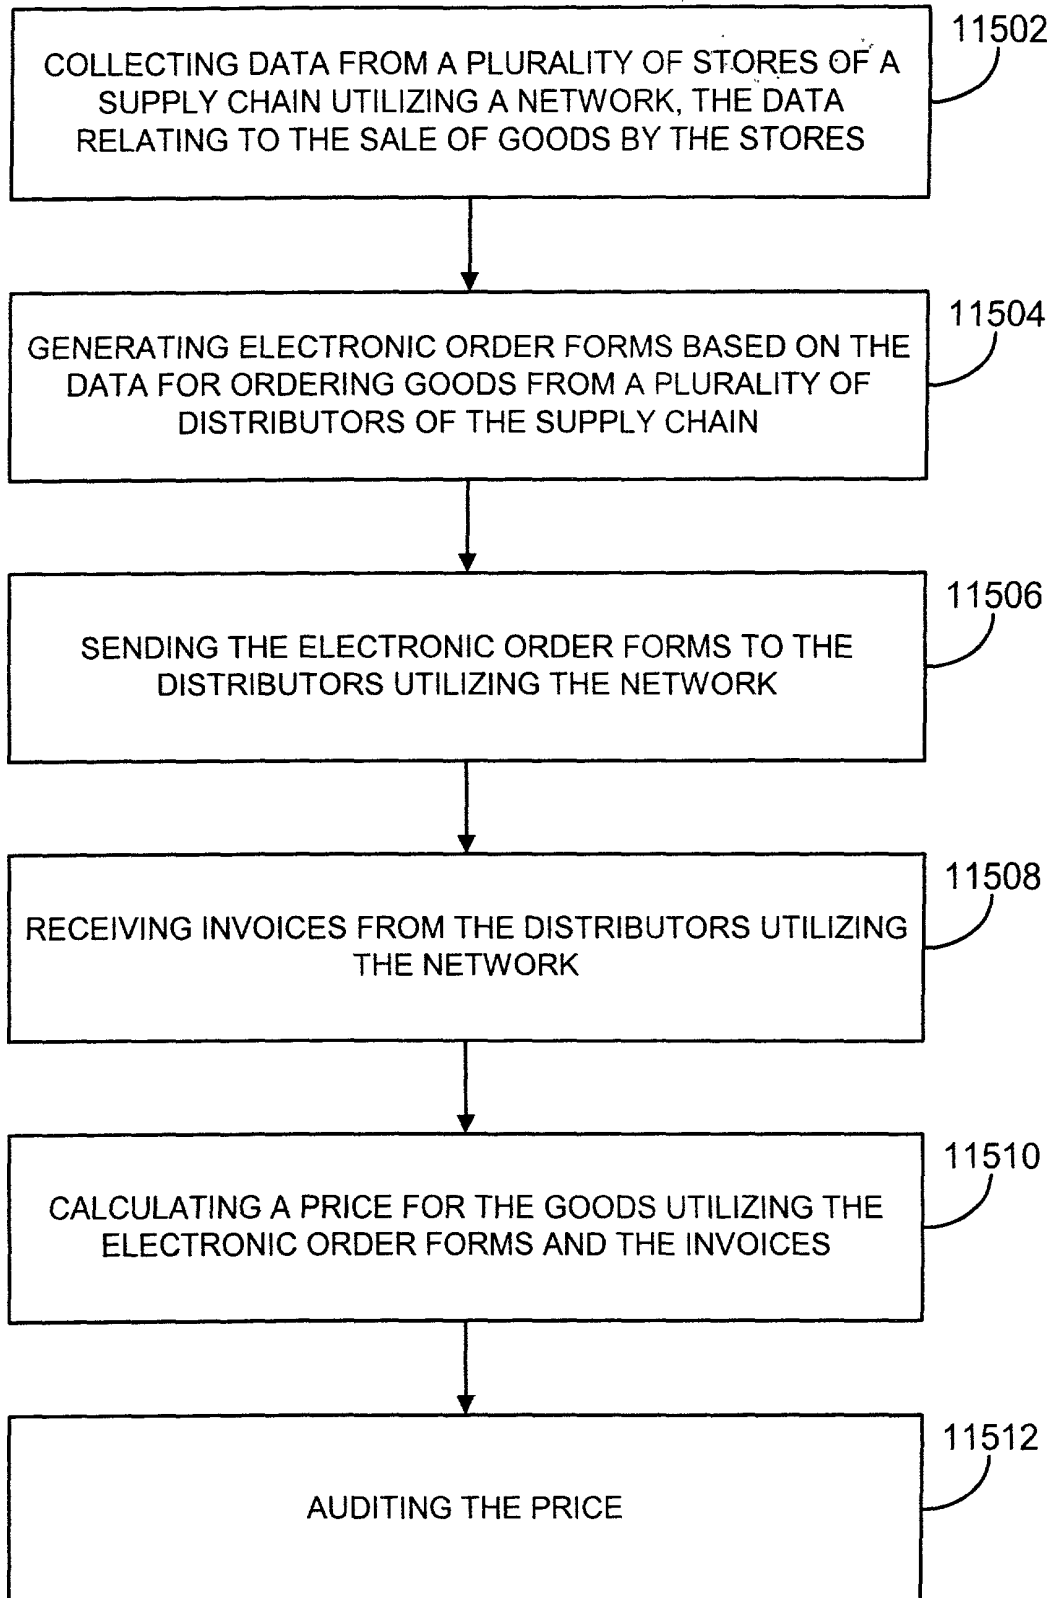 11502
COLLECTING DATA FROM A PLURALITY OF STORES OF A
SUPPLY CHAIN UTILIZING A NETWORK, THE DATA
RELATING TO THE SALE OF GOODS BY THE STORES
11504
GENERATING ELECTRONIC ORDER FORMS BASED ON THE
DATA FOR ORDERING GOODS FROM A PLURALITY OF
DISTRIBUTORS OF THE SUPPLY CHAIN
11506
SENDING THE ELECTRONIC ORDER FORMS TO THE
DISTRIBUTORS UTILIZING THE NETWORK
11508
RECEIVING INVOICES FROM THE DISTRIBUTORS UTILIZING
THE NETWORK
11510
CALCULATING A PRICE FOR THE GOODS UTILIZING THE
ELECTRONIC ORDER FORMS AND THE INVOICES
11512
AUDITING THE PRICE